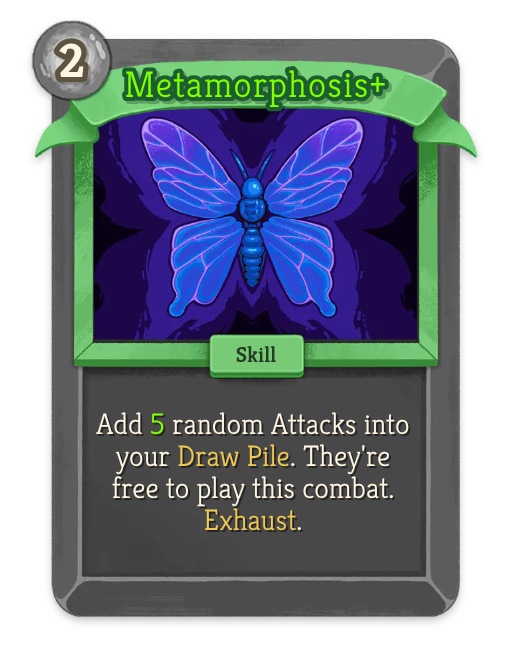 2
Metamorphosis+
Skill
Add 5 random Attacks into
your Draw Pile. They're
free to play this combat.
Exhaust.